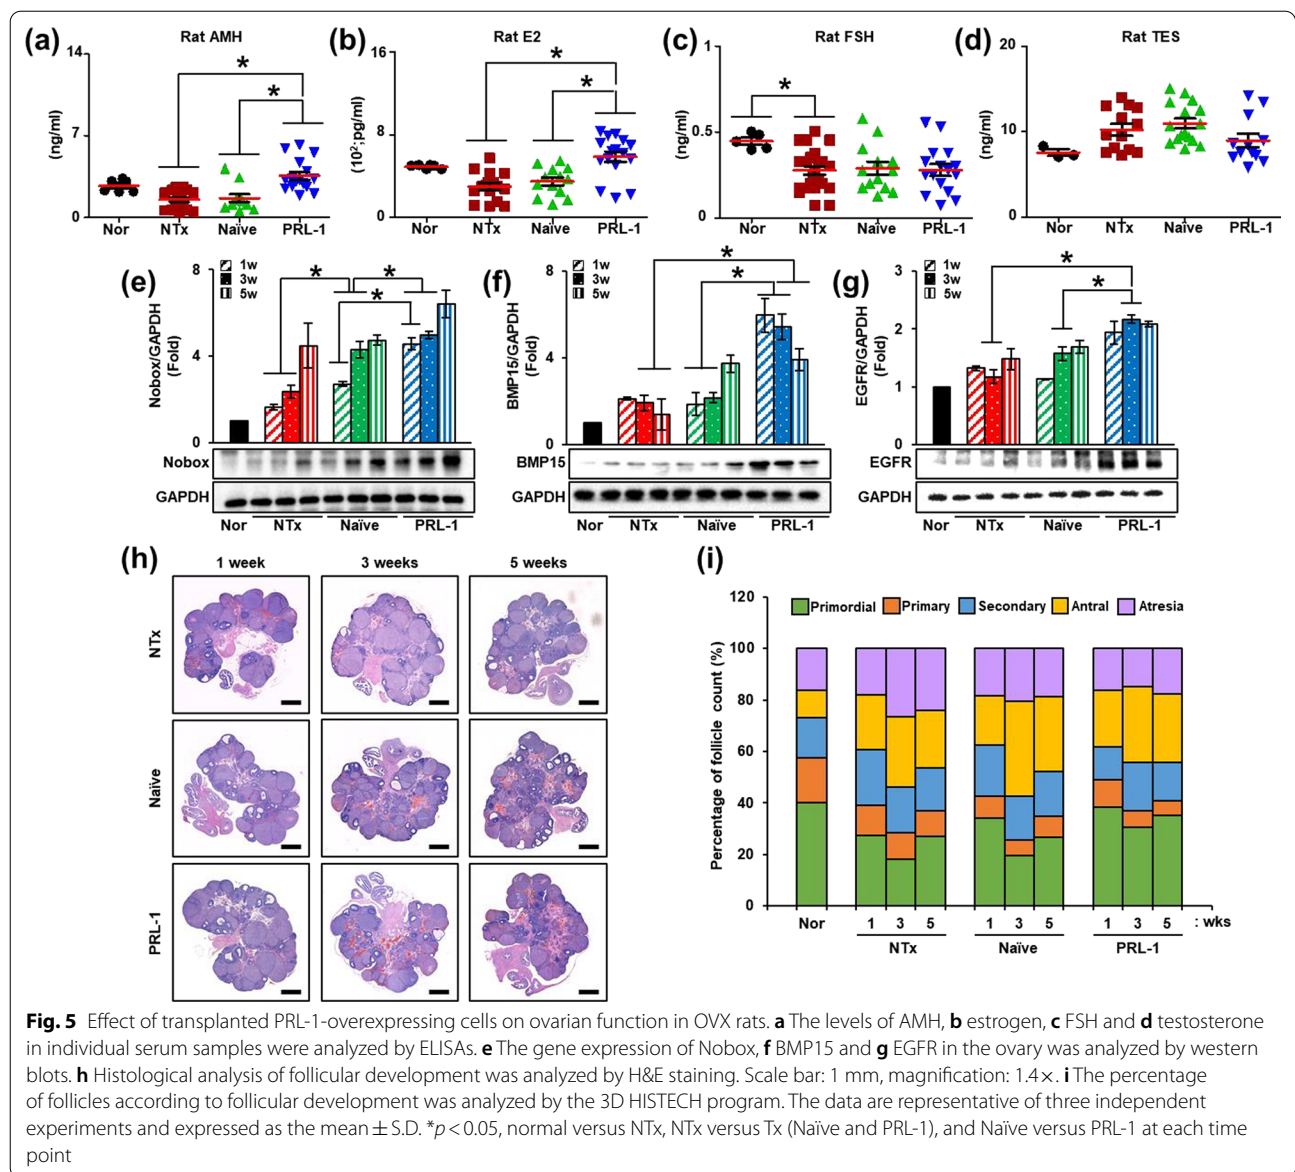 (a) Rat AMH
14
7
0
(ng/ml)
* *
Nor NTx Naïve PRL-1
(b) Rat E2
16
8
0
(10²;pg/ml)
* *
Nor NTx Naïve PRL-1
(c) Rat FSH
1
0.5
0
(ng/ml)
*
Nor NTx Naïve PRL-1
(d) Rat TES
20
10
0
(ng/ml)
Nor NTx Naïve PRL-1
(e)
1w
3w
5w
8
4
0
Nobox/GAPDH
(Fold)
* * *
Nobox
GAPDH
Nor NTx Naïve PRL-1
(f)
1w
3w
5w
8
4
0
BMP15/GAPDH
(Fold)
* *
BMP15
GAPDH
Nor NTx Naïve PRL-1
(g)
1w
3w
5w
3
2
1
0
EGFR/GAPDH
(Fold)
* *
EGFR
GAPDH
Nor NTx Naïve PRL-1
(h)
1 week 3 weeks 5 weeks
NTx
Naïve
PRL-1
(i)
120
100
80
60
40
20
0
Percentage of follicle count (%)
Primordial Primary Secondary Antral Atresia
Nor 1 3 5 1 3 5 1 3 5 : wks
NTx Naïve PRL-1
Fig. 5 Effect of transplanted PRL-1-overexpressing cells on ovarian function in OVX rats. a The levels of AMH, b estrogen, c FSH and d testosterone
in individual serum samples were analyzed by ELISAs. e The gene expression of Nobox, f BMP15 and g EGFR in the ovary was analyzed by western
blots. h Histological analysis of follicular development was analyzed by H&E staining. Scale bar: 1 mm, magnification: 1.4×. i The percentage
of follicles according to follicular development was analyzed by the 3D HISTECH program. The data are representative of three independent
experiments and expressed as the mean ± S.D. *p < 0.05, normal versus NTx, NTx versus Tx (Naïve and PRL-1), and Naïve versus PRL-1 at each time
point